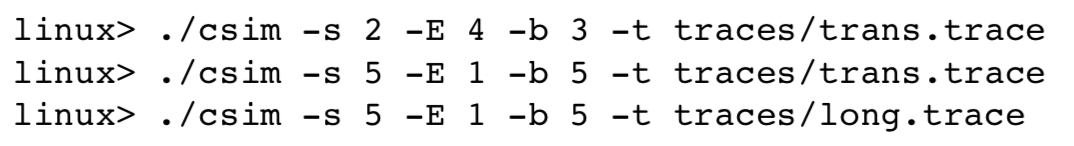 linux> ./csim -s 2 -E 4 -b 3 -t traces/trans.trace
linux> ./csim -s 5 -E 1 -b 5 -t traces/trans.trace
linux> ./csim -s 5 -E 1 -b 5 -t traces/long.trace